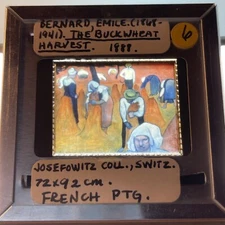 BERNARD, EMILE. (1868-
1941). THE BUCKWHEAT
HARVEST. 1888.
6
JOSEFOWITZ COLL., SWITZ.
72x92 cm.
FRENCH PTG.